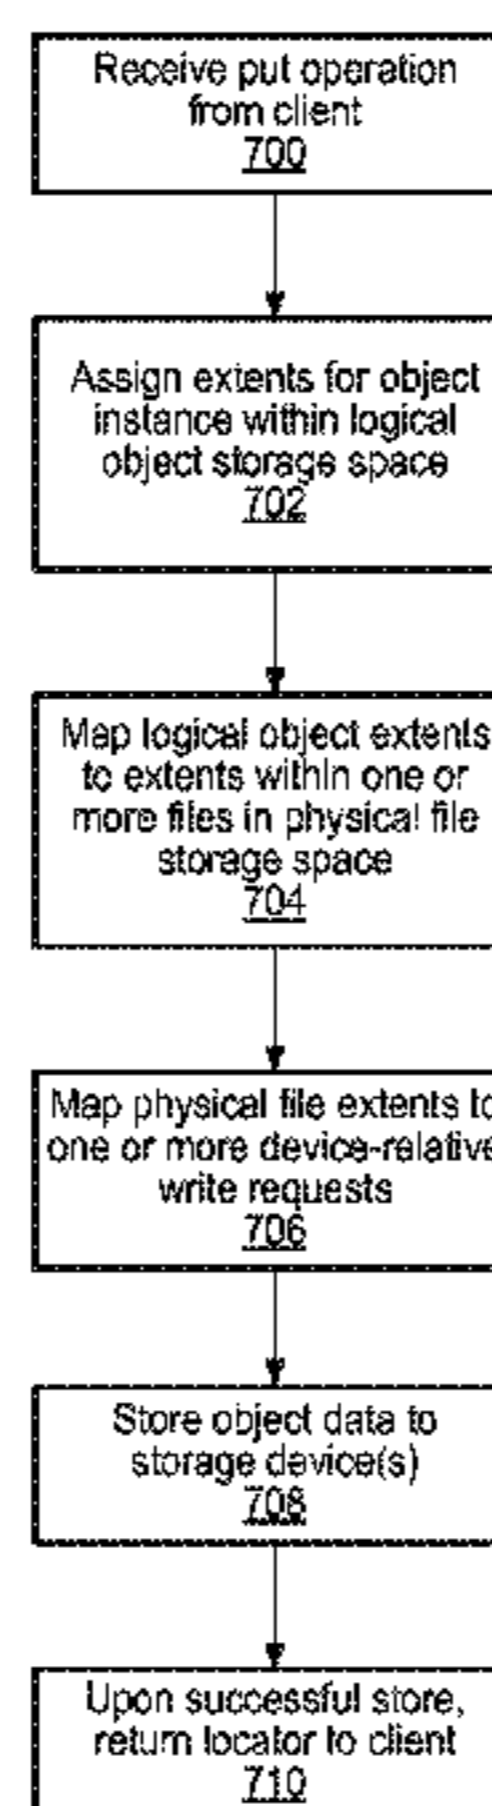 Receive put operation
from client
700
Assign extents for object
instance within logical
object storage space
702
Map logical object extents
to extents within one or
more files in physical file
storage space
704
Map physical file extents to
one or more device-relative
write requests
706
Store object data to
storage device(s)
708
Upon successful store,
return locator to client
710